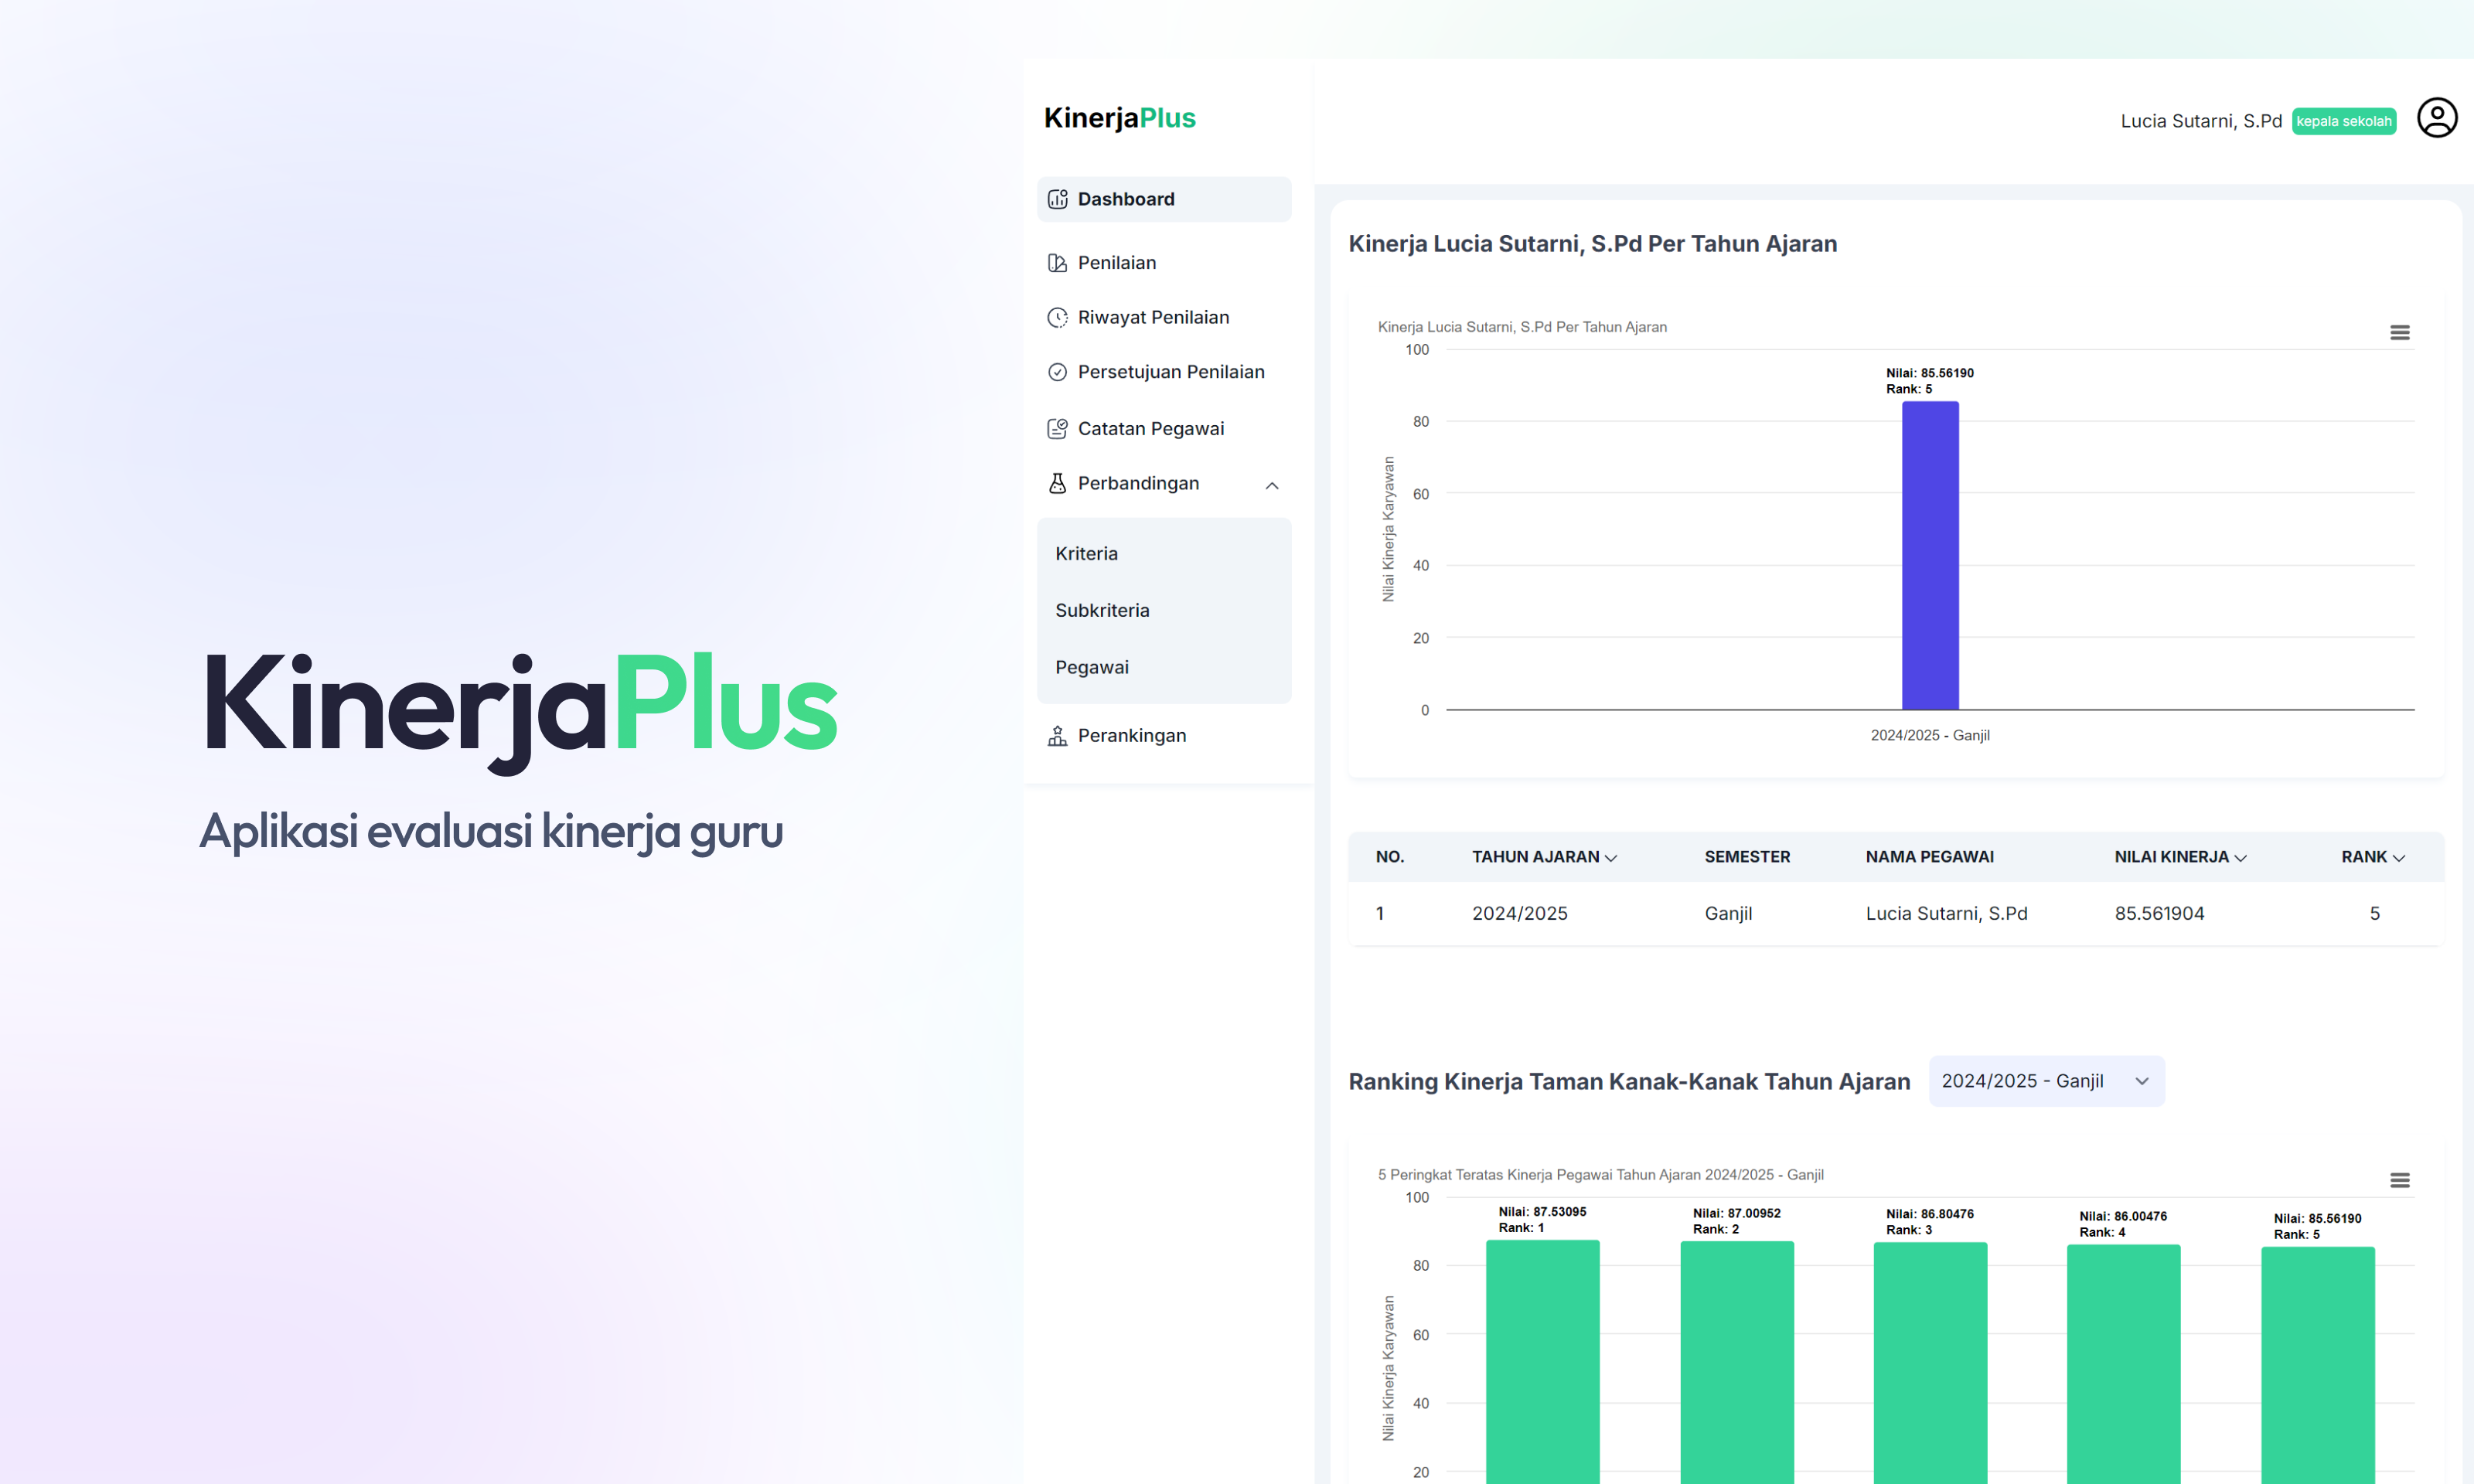 KinerjaPlus
Aplikasi evaluasi kinerja guru
KinerjaPlus
Dashboard
Penilaian
Riwayat Penilaian
Persetujuan Penilaian
Catatan Pegawai
Perbandingan
Kriteria
Subkriteria
Pegawai
Perankingan
Lucia Sutarni, S.Pd kepala sekolah
Kinerja Lucia Sutarni, S.Pd Per Tahun Ajaran
Kinerja Lucia Sutarni, S.Pd Per Tahun Ajaran
Nilai Kinerja Karyawan
100
80
60
40
20
0
Nilai: 85.56190
Rank: 5
2024/2025 - Ganjil
NO. TAHUN AJARAN SEMESTER NAMA PEGAWAI NILAI KINERJA RANK
1 2024/2025 Ganjil Lucia Sutarni, S.Pd 85.561904 5
Ranking Kinerja Taman Kanak-Kanak Tahun Ajaran 2024/2025 - Ganjil
5 Peringkat Teratas Kinerja Pegawai Tahun Ajaran 2024/2025 - Ganjil
Nilai Kinerja Karyawan
100
80
60
40
20
Nilai: 87.53095
Rank: 1
Nilai: 87.00952
Rank: 2
Nilai: 86.80476
Rank: 3
Nilai: 86.00476
Rank: 4
Nilai: 85.56190
Rank: 5